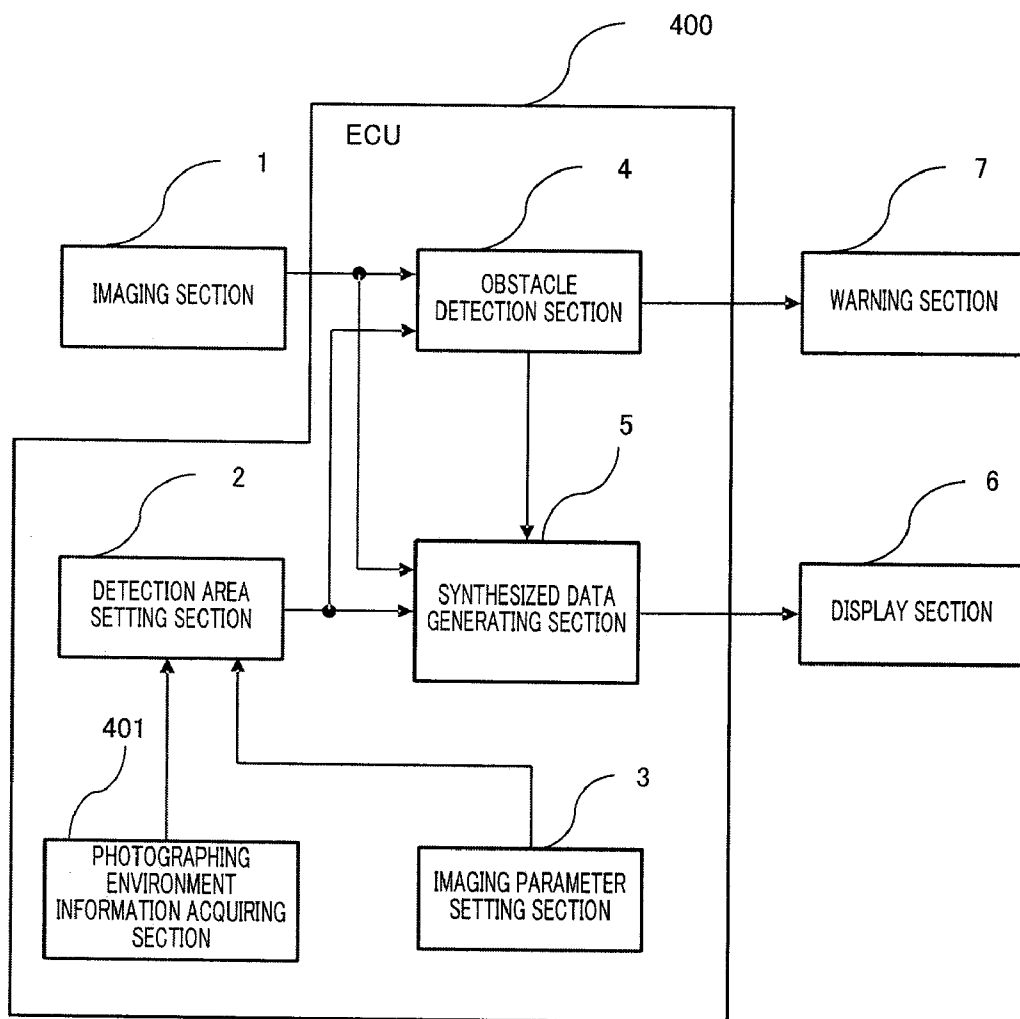 400
ECU
1
4
7
IMAGING SECTION
OBSTACLE
DETECTION SECTION
WARNING SECTION
2
5
6
DETECTION AREA
SETTING SECTION
SYNTHESIZED DATA
GENERATING SECTION
DISPLAY SECTION
401
3
PHOTOGRAPHING
ENVIRONMENT
INFORMATION ACQUIRING
SECTION
IMAGING PARAMETER
SETTING SECTION